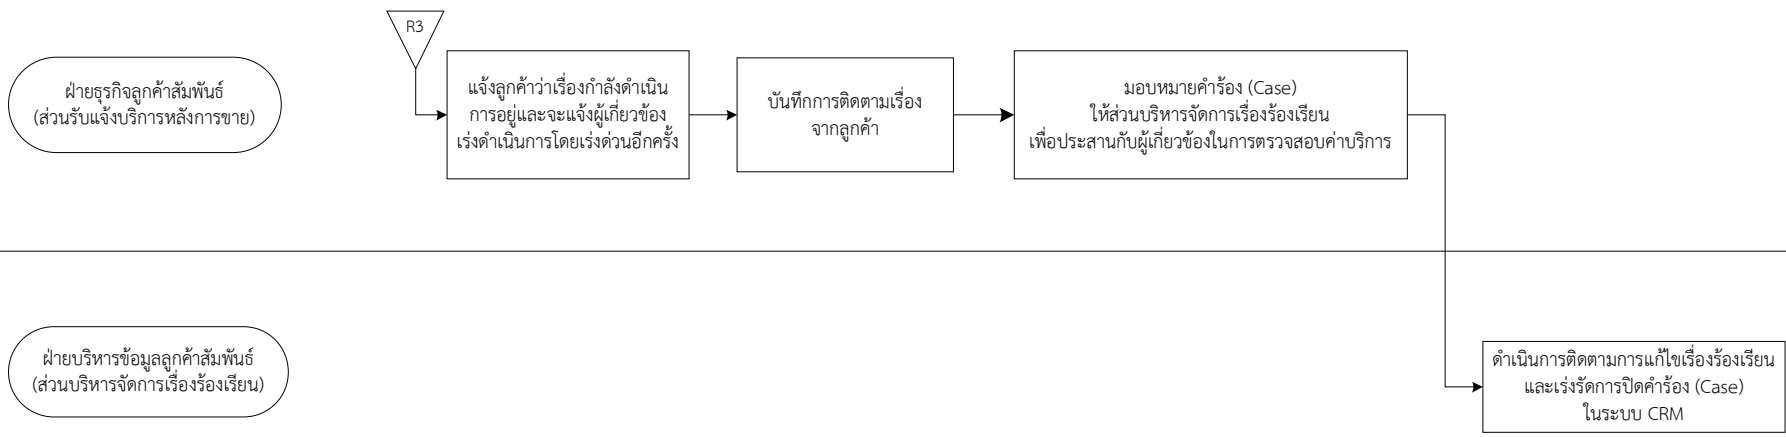 R3
ฝ่ายธุรกิจลูกค้าสัมพันธ์
(ส่วนรับแจ้งบริการหลังการขาย)
แจ้งลูกค้าว่าเรื่องกำลังดำเนิน
การอยู่และจะแจ้งผู้เกี่ยวข้อง
เร่งดำเนินการโดยเร่งด่วนอีกครั้ง
บันทึกการติดตามเรื่อง
จากลูกค้า
มอบหมายคำร้อง (Case)
ให้ส่วนบริหารจัดการเรื่องร้องเรียน
เพื่อประสานกับผู้เกี่ยวข้องในการตรวจสอบค่าบริการ
ฝ่ายบริหารข้อมูลลูกค้าสัมพันธ์
(ส่วนบริหารจัดการเรื่องร้องเรียน)
ดำเนินการติดตามการแก้ไขเรื่องร้องเรียน
และเร่งรัดการปิดคำร้อง (Case)
ในระบบ CRM